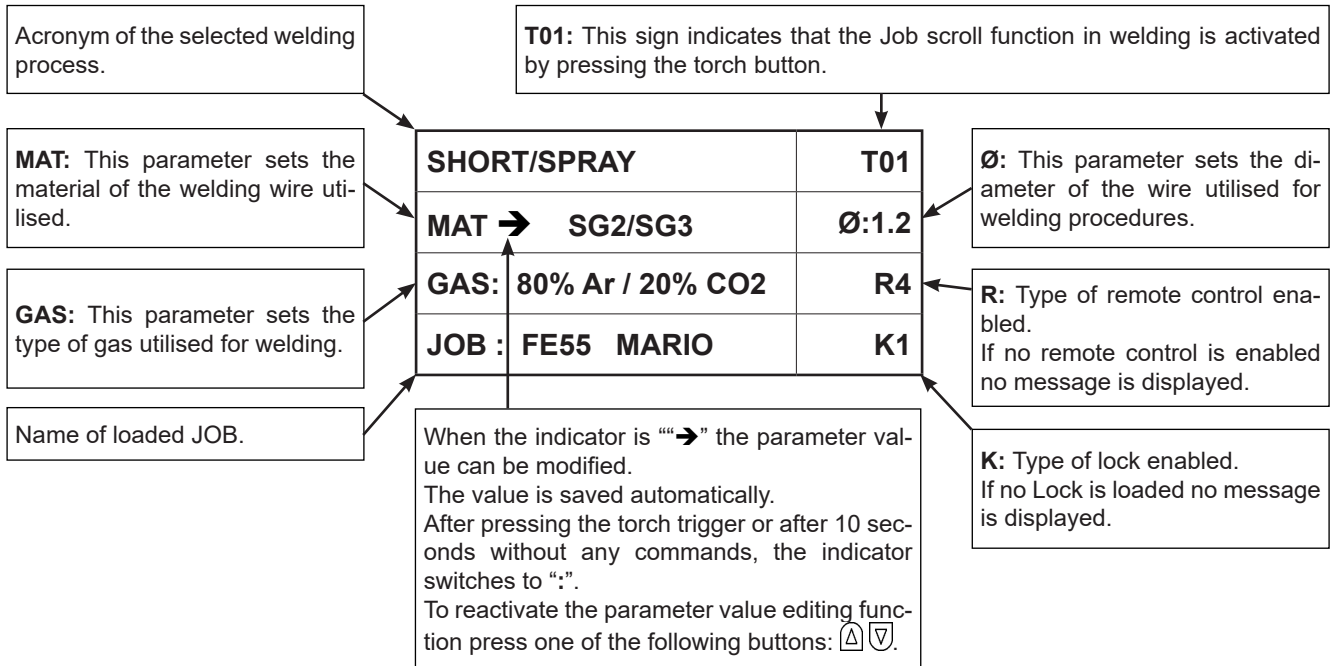 Acronym of the selected welding
process.
T01: This sign indicates that the Job scroll function in welding is activated
by pressing the torch button.
MAT: This parameter sets the
material of the welding wire uti-
lised.
GAS: This parameter sets the
type of gas utilised for welding.
Name of loaded JOB.
SHORT/SPRAY T01
MAT ➔ SG2/SG3 Ø:1.2
GAS: 80% Ar / 20% CO2 R4
JOB : FE55 MARIO K1
Ø: This parameter sets the di-
ameter of the wire utilised for
welding procedures.
R: Type of remote control ena-
bled.
If no remote control is enabled
no message is displayed.
K: Type of lock enabled.
If no Lock is loaded no message
is displayed.
When the indicator is ““➔” the parameter val-
ue can be modified.
The value is saved automatically.
After pressing the torch trigger or after 10 sec-
onds without any commands, the indicator
switches to “:”.
To reactivate the parameter value editing func-
tion press one of the following buttons: .